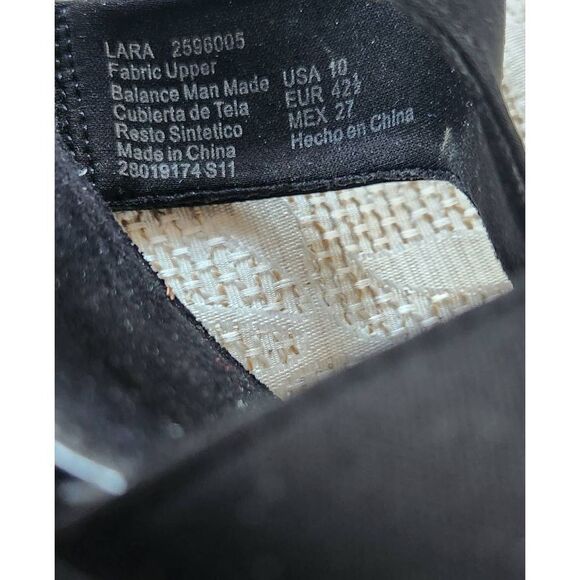 LARA 2596005
Fabric Upper
Balance Man Made
Cubierta de Tela
Resto Sintetico
Made in China
28019174 S11
USA 10
EUR 42½
MEX 27
Hecho en China